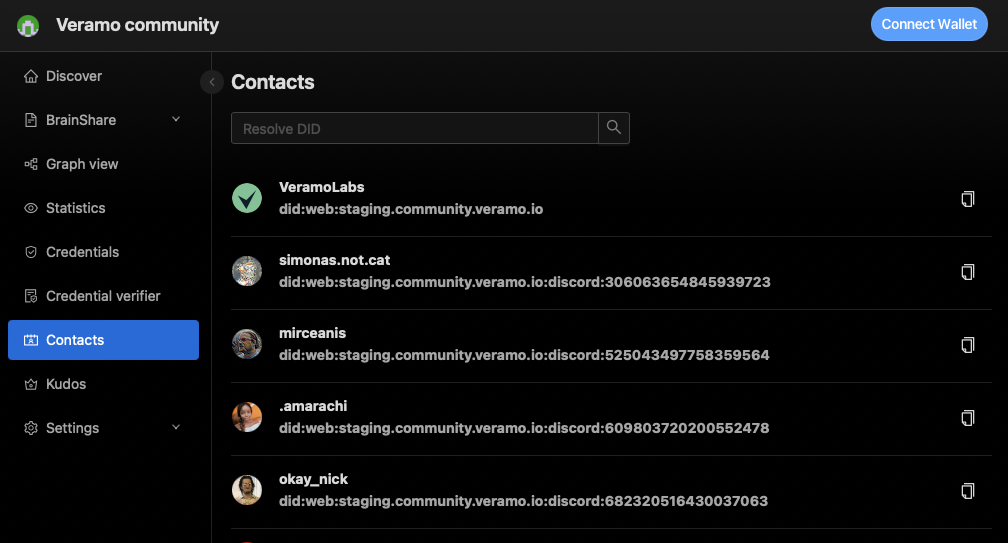 Veramo community
Connect Wallet
Discover
BrainShare
Graph view
Statistics
Credentials
Credential verifier
Contacts
Kudos
Settings
Contacts
Resolve DID
VeramoLabs
did:web:staging.community.veramo.io
simonas.not.cat
did:web:staging.community.veramo.io:discord:306063654845939723
mirceanis
did:web:staging.community.veramo.io:discord:525043497758359564
.amarachi
did:web:staging.community.veramo.io:discord:609803720200552478
okay_nick
did:web:staging.community.veramo.io:discord:682320516430037063